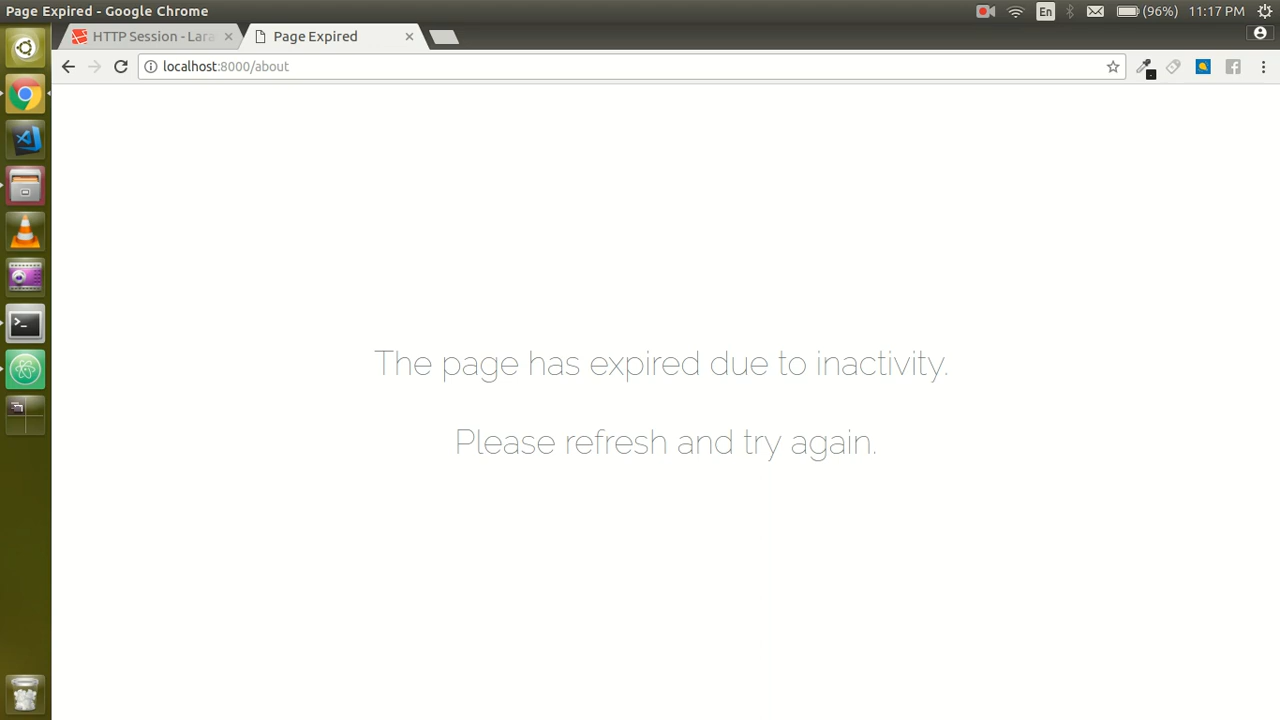 Page Expired - Google Chrome
En
(96%)
11:17 PM
HTTP Session - Lara
Page Expired
localhost:8000/about
The page has expired due to inactivity.
Please refresh and try again.